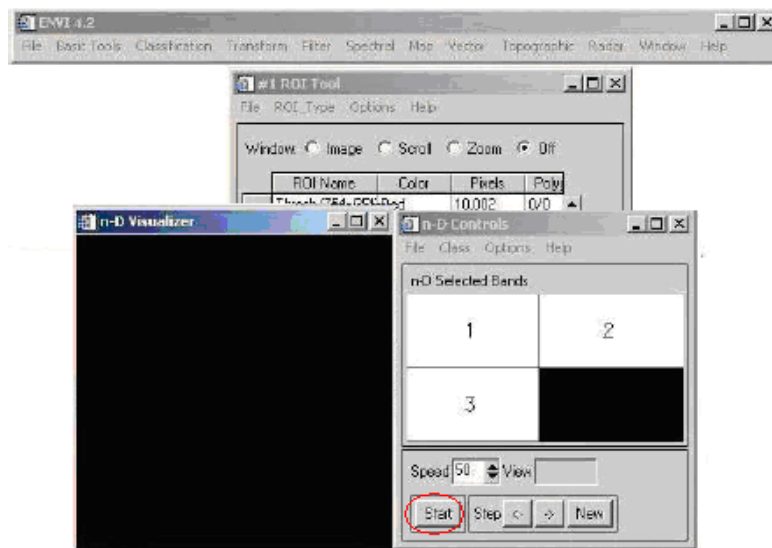 ENVI 4.2
File Basic Tools Classification Transform Filter Spectral Map Vector Topographic Radar Window Help
#1 ROI Tool
File ROI_Type Options Help
Window: Image Scroll Zoom Off
ROI Name Color Pixels Poly
10,002 0/0
n-D Visualizer
n-D Controls
File Class Options Help
n-D Selected Bands
1 2
3
Speed 50 View
Start Step <- -> New